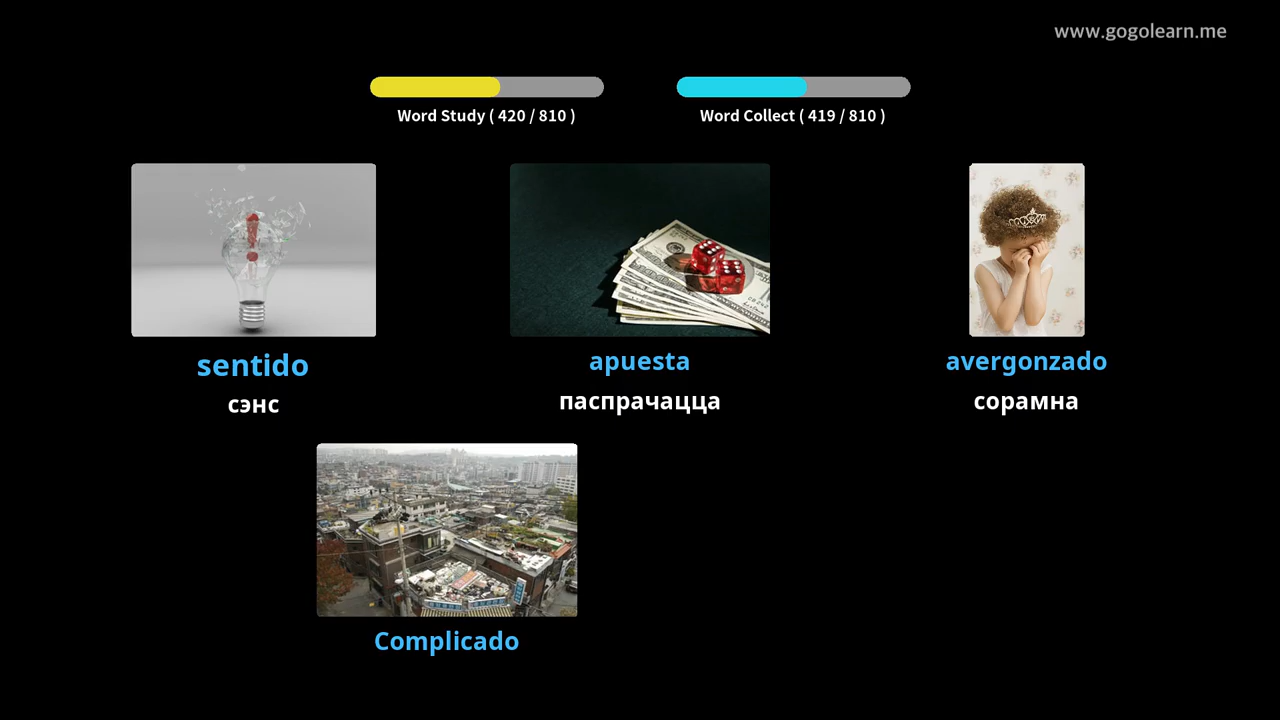 www.gogolearn.me
Word Study ( 420 / 810 )
Word Collect ( 419 / 810 )
sentido
сэнс
apuesta
паспрачацца
avergonzado
сорамна
Complicado